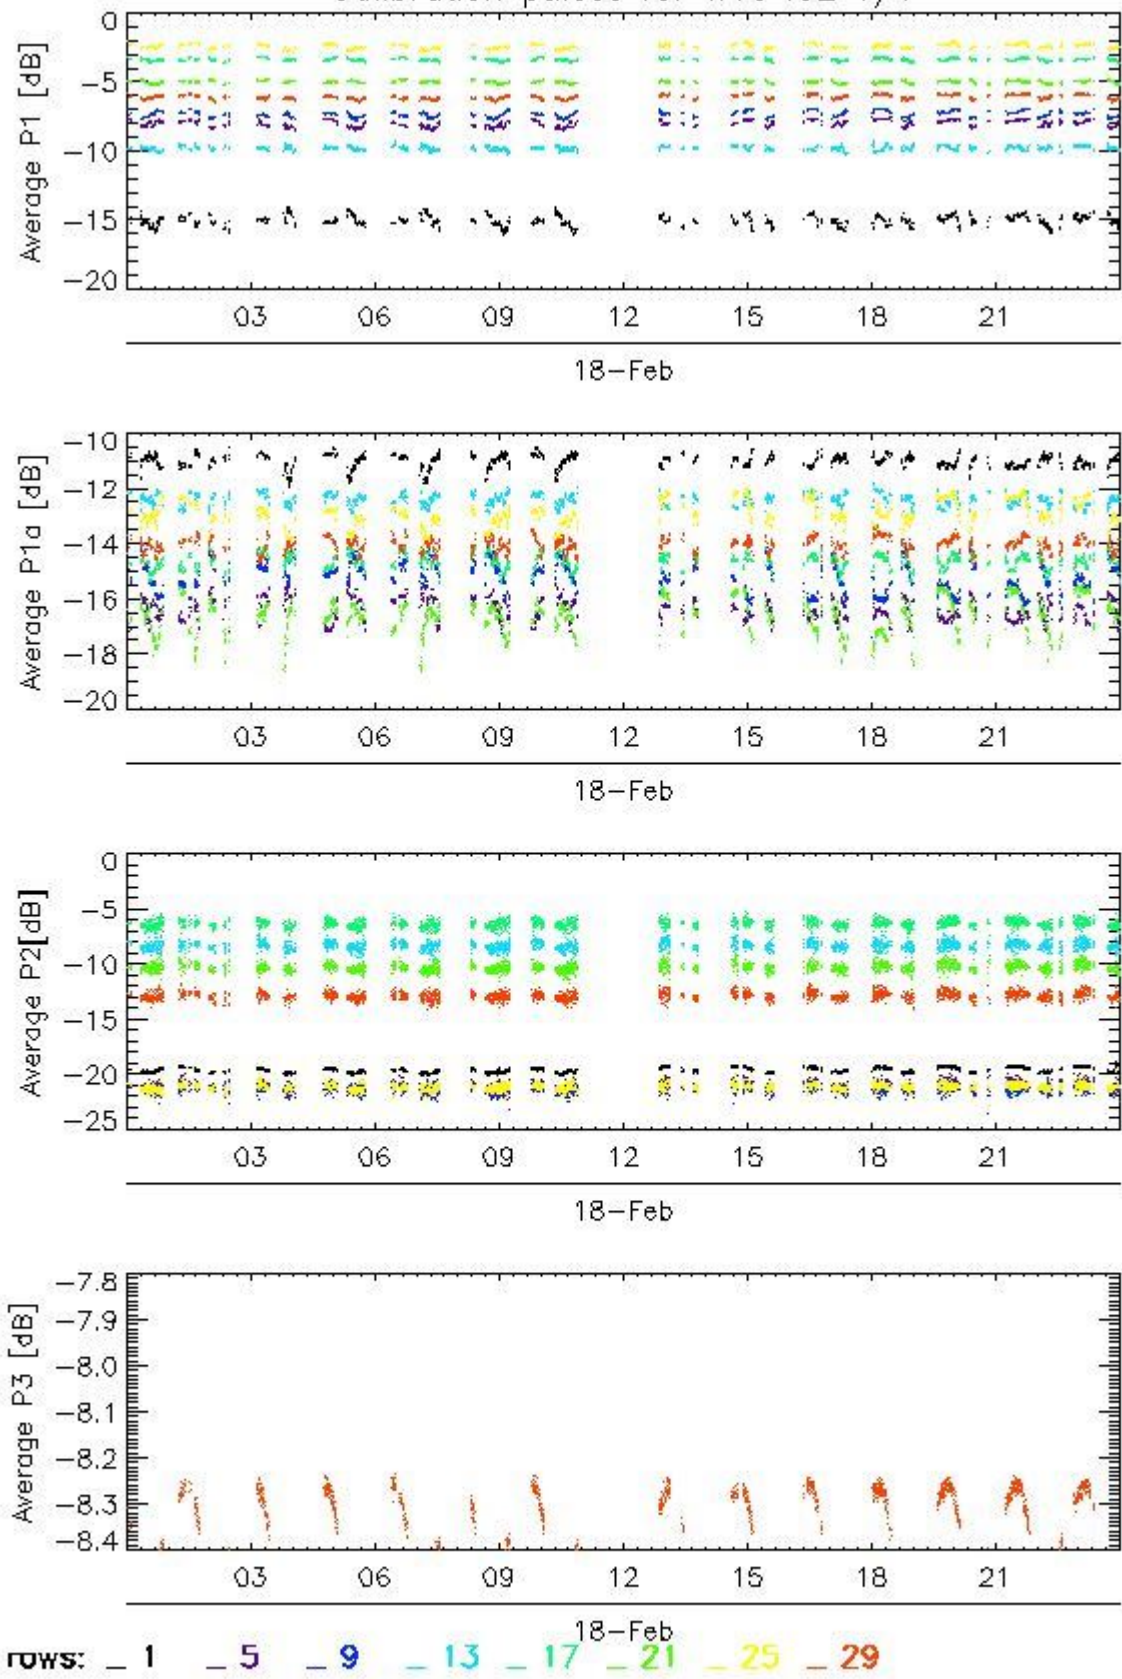 0
−5
−10
−15
−20
Average P1 [dB]
03 06 09 12 15 18 21
18−Feb
−10
−12
−14
−16
−18
−20
Average P1a [dB]
03 06 09 12 15 18 21
18−Feb
0
−5
−10
−15
−20
−25
Average P2[dB]
03 06 09 12 15 18 21
18−Feb
−7.8
−7.9
−8.0
−8.1
−8.2
−8.3
−8.4
Average P3 [dB]
03 06 09 12 15 18 21
18−Feb
rows: _ 1 _ 5 _ 9 _ 13 _ 17 _ 21 _ 25 _ 29